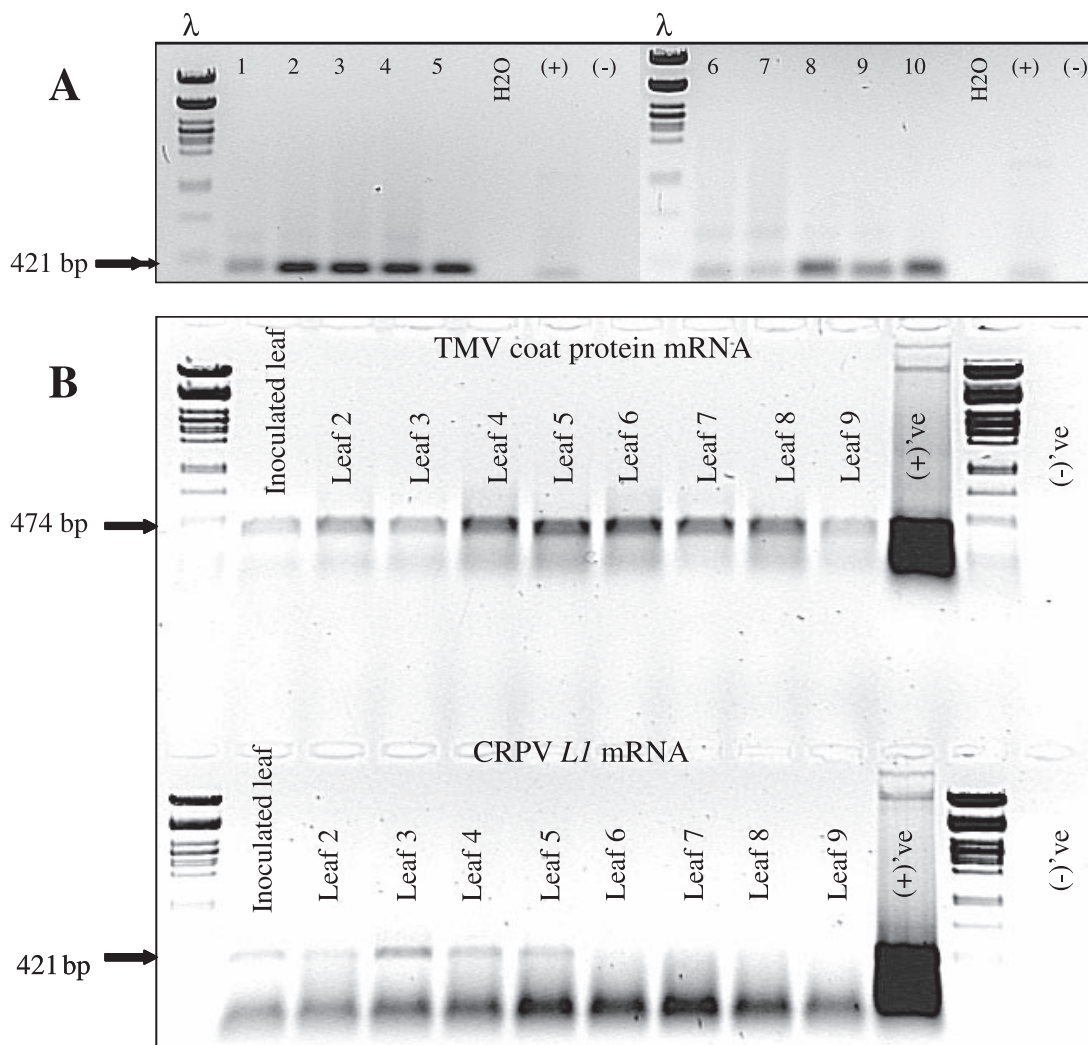 λ λ
A
1 2 3 4 5 H2O (+) (-) 6 7 8 9 10 H2O (+) (-)
421 bp
B
TMV coat protein mRNA
Inoculated leaf Leaf 2 Leaf 3 Leaf 4 Leaf 5 Leaf 6 Leaf 7 Leaf 8 Leaf 9 (+)'ve (-)'ve
474 bp
CRPV L1 mRNA
Inoculated leaf Leaf 2 Leaf 3 Leaf 4 Leaf 5 Leaf 6 Leaf 7 Leaf 8 Leaf 9 (+)'ve (-)'ve
421 bp